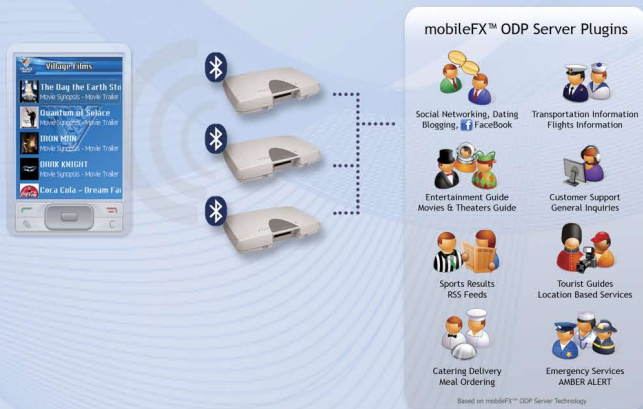 Village Films
The Day the Earth Sto
Movie Synopsis - Movie Trailer
Quantum of Solace
Movie Synopsis - Movie Trailer
IRON MAN
Movie Synopsis - Movie Trailer
DARK KNIGHT
Movie Synopsis - Movie Trailer
Coca Cola - Dream Fa
C
mobileFX™ ODP Server Plugins
Social Networking, Dating
Blogging, f FaceBook
Transportation Information
Flights Information
Entertainment Guide
Movies & Theaters Guide
Customer Support
General Inquiries
Sports Results
RSS Feeds
Tourist Guides
Location Based Services
Catering Delivery
Meal Ordering
Emergency Services
AMBER ALERT
Based on mobileFX™ ODP Server Technology